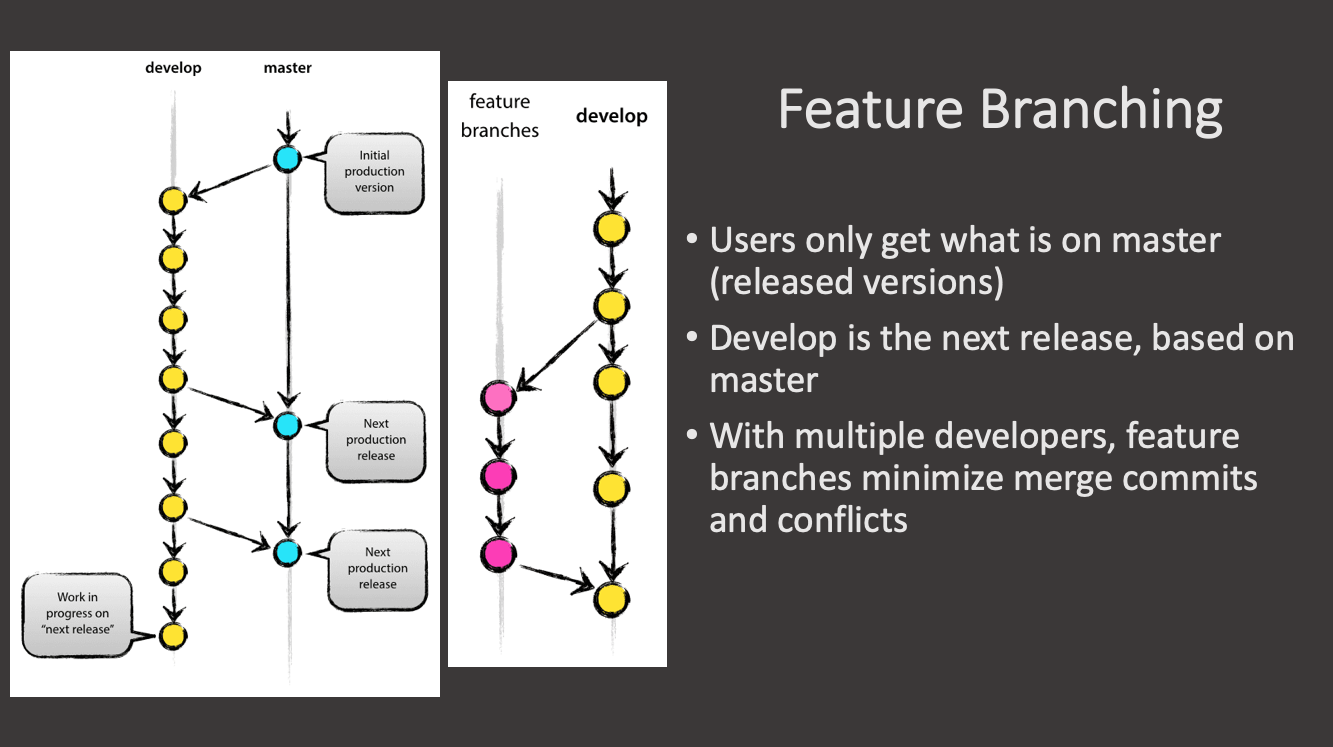 develop
master
Initial
production
version
Next
production
release
Next
production
release
Work in
progress on
“next release”
feature
branches
develop
Feature Branching
• Users only get what is on master
(released versions)
• Develop is the next release, based on
master
• With multiple developers, feature
branches minimize merge commits
and conflicts